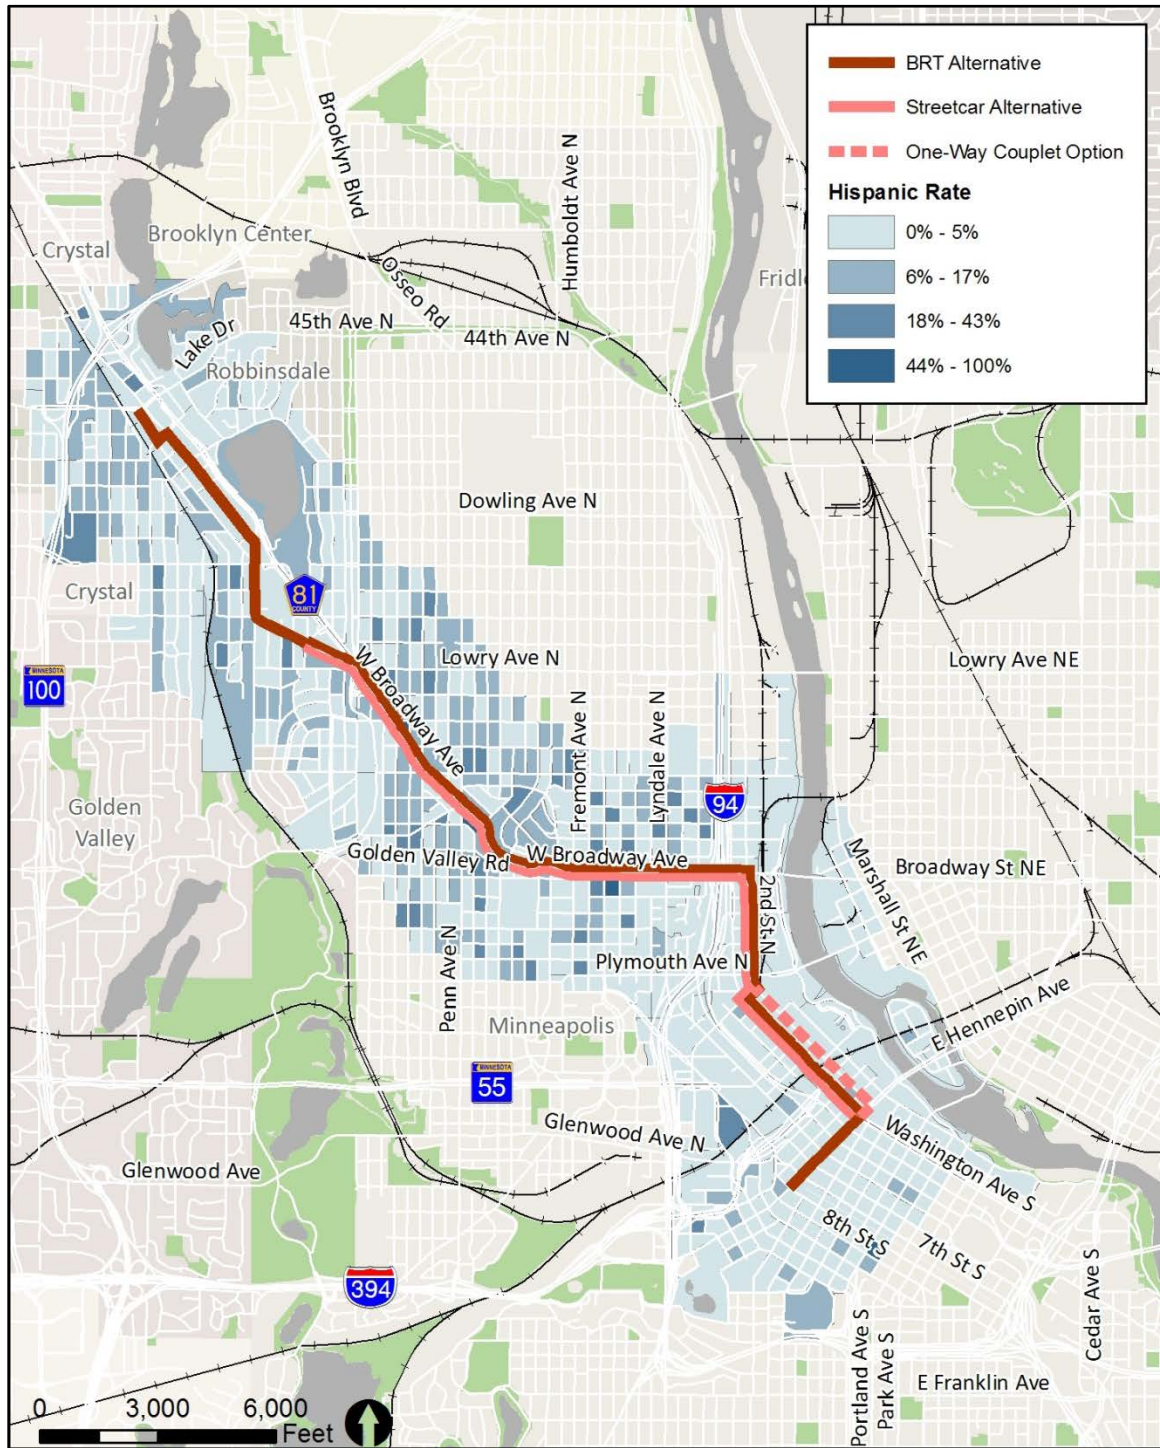 BRT Alternative
Streetcar Alternative
One-Way Couplet Option
Hispanic Rate
0% - 5%
6% - 17%
18% - 43%
44% - 100%
Brooklyn Blvd
Humboldt Ave N
Crystal
Brooklyn Center
Fridl
Osseo Rd
Lake Dr
45th Ave N
44th Ave N
Robbinsdale
Dowling Ave N
Crystal
81
COUNTY
Lowry Ave N
Lowry Ave NE
MINNESOTA
100
W Broadway Ave
Fremont Ave N
Lyndale Ave N
94
Golden
Valley
Golden Valley Rd
W Broadway Ave
Marshall St NE
Broadway St NE
2nd St N
Penn Ave N
Plymouth Ave N
Minneapolis
E Hennepin Ave
MINNESOTA
55
Glenwood Ave N
Glenwood Ave
Washington Ave S
8th St S
7th St S
394
Portland Ave S
Park Ave S
Cedar Ave S
E Franklin Ave
0 3,000 6,000
Feet